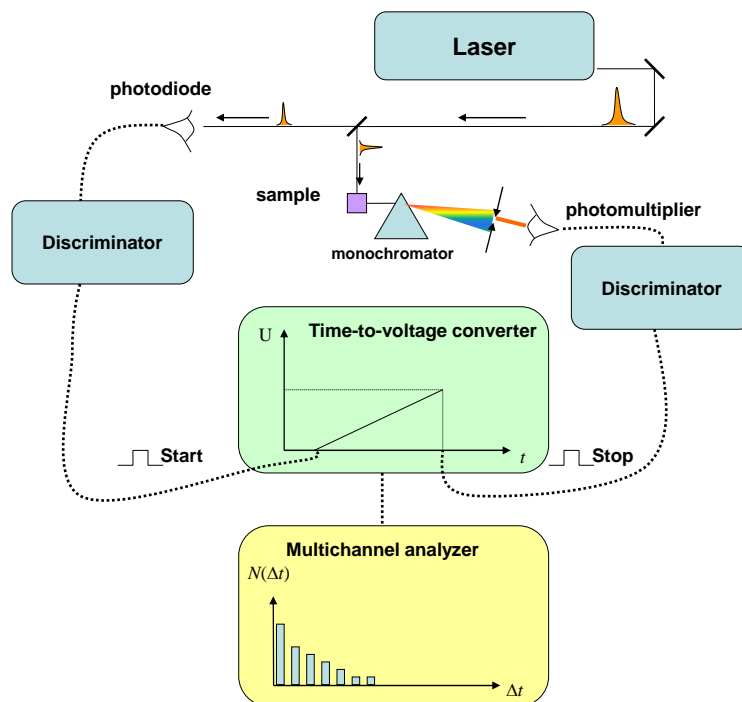 Laser
photodiode
sample
photomultiplier
monochromator
Discriminator
Discriminator
Time-to-voltage converter
U
t
Start
Stop
Multichannel analyzer
N(Δt)
Δt